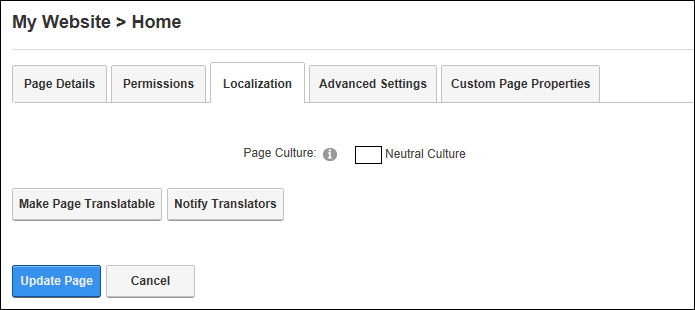 My Website > Home
Page Details Permissions Localization Advanced Settings Custom Page Properties
Page Culture: Neutral Culture
Make Page Translatable Notify Translators
Update Page Cancel